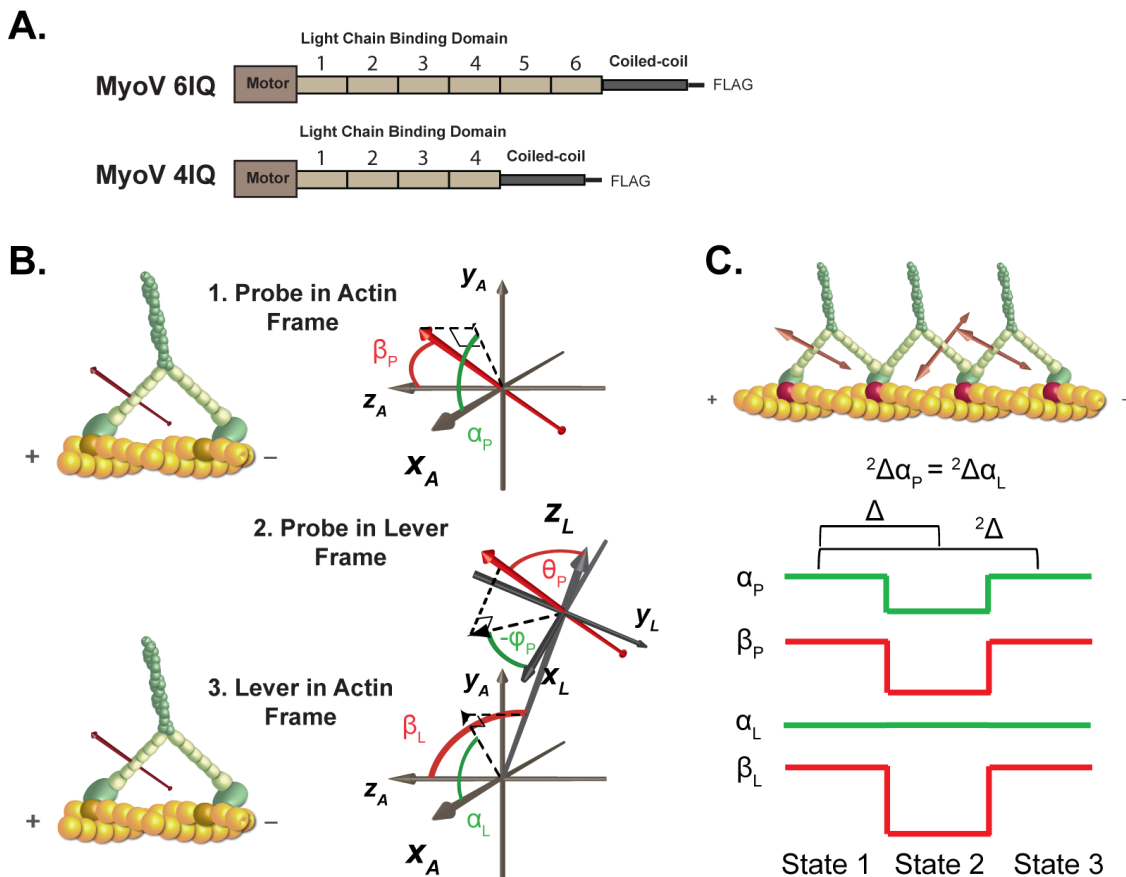 A.
Light Chain Binding Domain
1 2 3 4 5 6 Coiled-coil
MyoV 6IQ Motor FLAG
Light Chain Binding Domain
1 2 3 4 Coiled-coil
MyoV 4IQ Motor FLAG
B.
1. Probe in Actin
Frame
y_A
β_P
z_A
α_P
x_A
+ –
2. Probe in Lever
Frame
z_L
θ_P
y_L
-φ_P
x_L
3. Lever in Actin
Frame
y_A
β_L
z_A
α_L
x_A
+ –
C.
+ -
²Δα_P = ²Δα_L
Δ ²Δ
α_P
β_P
α_L
β_L
State 1 State 2 State 3